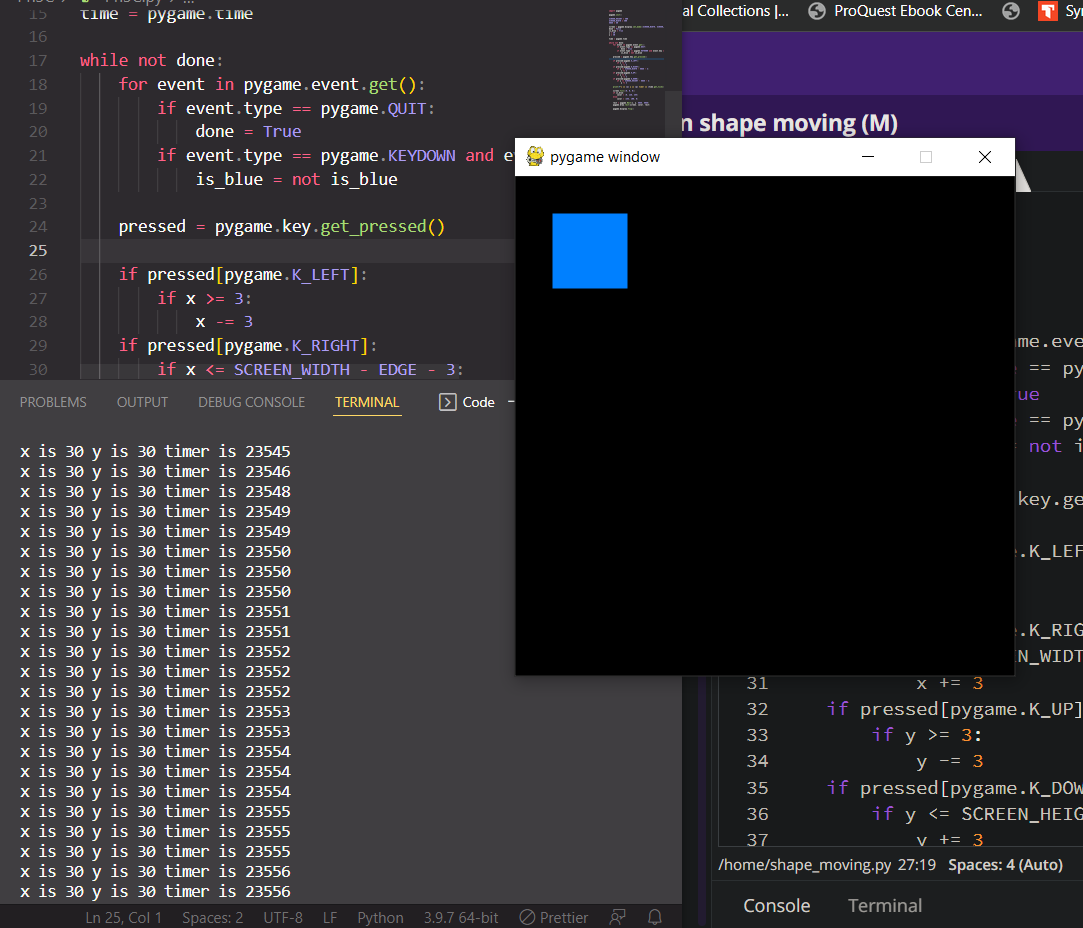 al Collections |... ProQuest Ebook Cen... Syr
15 time = pygame.time
16
17 while not done:
18 for event in pygame.event.get():
19 if event.type == pygame.QUIT:
20 done = True
21 if event.type == pygame.KEYDOWN and e
22 is_blue = not is_blue
23
24 pressed = pygame.key.get_pressed()
25
26 if pressed[pygame.K_LEFT]:
27 if x >= 3:
28 x -= 3
29 if pressed[pygame.K_RIGHT]:
30 if x <= SCREEN_WIDTH - EDGE - 3:
PROBLEMS OUTPUT DEBUG CONSOLE TERMINAL Code
x is 30 y is 30 timer is 23545
x is 30 y is 30 timer is 23546
x is 30 y is 30 timer is 23548
x is 30 y is 30 timer is 23549
x is 30 y is 30 timer is 23549
x is 30 y is 30 timer is 23550
x is 30 y is 30 timer is 23550
x is 30 y is 30 timer is 23550
x is 30 y is 30 timer is 23551
x is 30 y is 30 timer is 23551
x is 30 y is 30 timer is 23552
x is 30 y is 30 timer is 23552
x is 30 y is 30 timer is 23552
x is 30 y is 30 timer is 23553
x is 30 y is 30 timer is 23553
x is 30 y is 30 timer is 23554
x is 30 y is 30 timer is 23554
x is 30 y is 30 timer is 23554
x is 30 y is 30 timer is 23555
x is 30 y is 30 timer is 23555
x is 30 y is 30 timer is 23555
x is 30 y is 30 timer is 23556
x is 30 y is 30 timer is 23556
Ln 25, Col 1 Spaces: 2 UTF-8 LF Python 3.9.7 64-bit Prettier
n shape moving (M)
pygame window
me.eve
== py
rue
== py
not i
key.ge
.K_LEF
.K_RIG
N_WIDT
31 x += 3
32 if pressed[pygame.K_UP]
33 if y >= 3:
34 y -= 3
35 if pressed[pygame.K_DOW
36 if y <= SCREEN_HEIG
37 y += 3
/home/shape_moving.py 27:19 Spaces: 4 (Auto)
Console Terminal